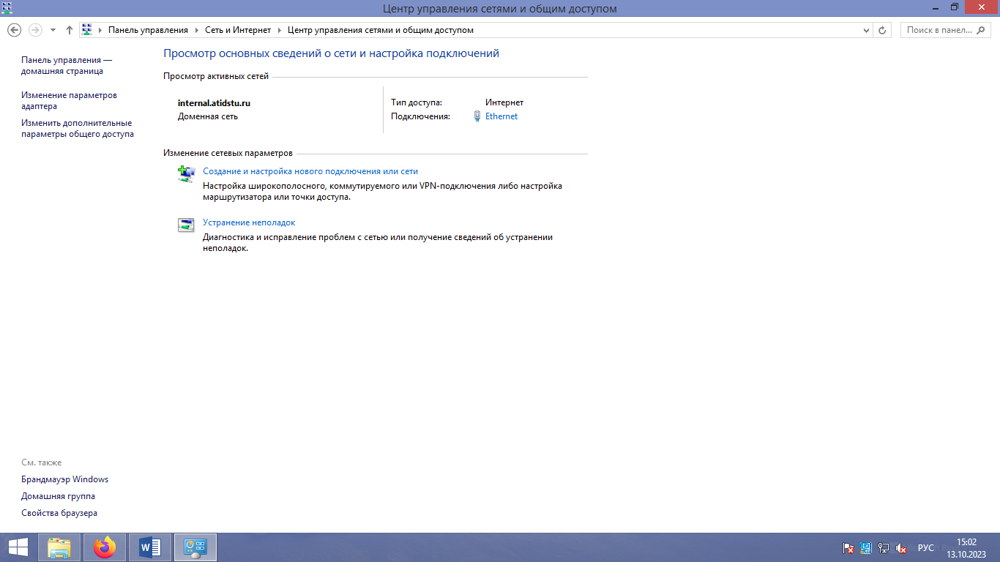 Центр управления сетями и общим доступом
Панель управления
Сеть и Интернет
Центр управления сетями и общим доступом
Поиск в панел...
Панель управления —
домашняя страница
Изменение параметров
адаптера
Изменить дополнительные
параметры общего доступа
Просмотр основных сведений о сети и настройка подключений
Просмотр активных сетей
internal.atidstu.ru
Доменная сеть
Тип доступа: Интернет
Подключения: Ethernet
Изменение сетевых параметров
Создание и настройка нового подключения или сети
Настройка широкополосного, коммутируемого или VPN-подключения либо настройка
маршрутизатора или точки доступа.
Устранение неполадок
Диагностика и исправление проблем с сетью или получение сведений об устранении
неполадок.
См. также
Брандмауэр Windows
Домашняя группа
Свойства браузера
РУС
15:02
13.10.2023